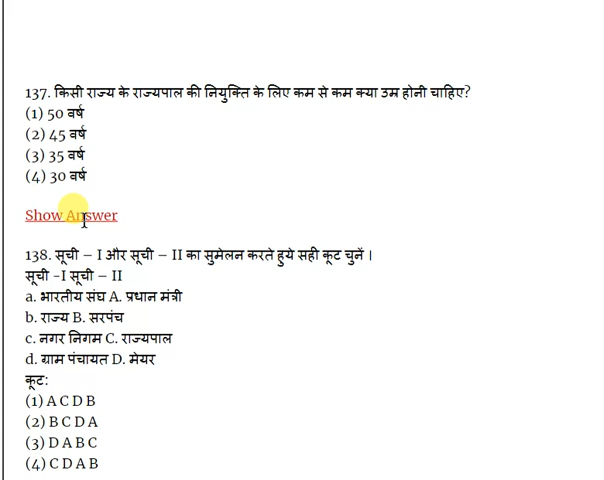 137. किसी राज्य के राज्यपाल की नियुक्ति के लिए कम से कम क्या उम्र होनी चाहिए?
(1) 50 वर्ष
(2) 45 वर्ष
(3) 35 वर्ष
(4) 30 वर्ष
Show Answer
138. सूची – I और सूची – II का सुमेलन करते हुये सही कूट चुनें।
सूची -I सूची – II
a. भारतीय संघ A. प्रधान मंत्री
b. राज्य B. सरपंच
c. नगर निगम C. राज्यपाल
d. ग्राम पंचायत D. मेयर
कूट:
(1) A C D B
(2) B C D A
(3) D A B C
(4) C D A B